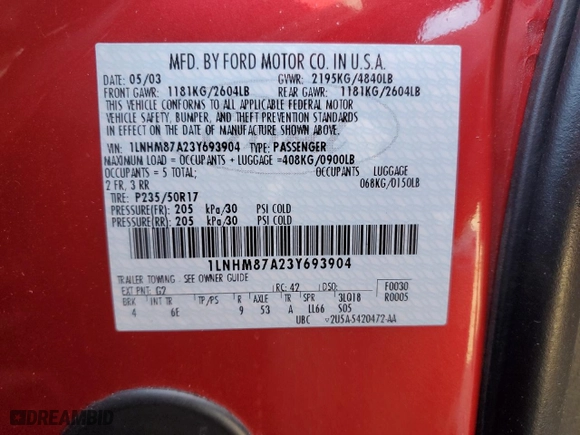 MFD. BY FORD MOTOR CO. IN U.S.A.
DATE: 05/03 GVWR: 2195KG/4840LB
FRONT GAWR: 1181KG/2604LB REAR GAWR: 1181KG/2604LB
THIS VEHICLE CONFORMS TO ALL APPLICABLE FEDERAL MOTOR
VEHICLE SAFETY, BUMPER, AND THEFT PREVENTION STANDARDS
IN EFFECT ON THE DATE OF MANUFACTURE SHOWN ABOVE.
VIN: 1LNHM87A23Y693904 TYPE: PASSENGER
MAXIMUM LOAD = OCCUPANTS + LUGGAGE = 408KG/0900LB
OCCUPANTS = 5 TOTAL; OCCUPANTS LUGGAGE
2 FR, 3 RR 068KG/0150LB
TIRE: P235/50R17
PRESSURE(FR): 205 kPa/30 PSI COLD
PRESSURE(RR): 205 kPa/30 PSI COLD
1LNHM87A23Y693904
TRAILER TOWING - SEE OWNER GUIDE
EXT PNT: G2 RC: 42 DSO: F0030
BRK INT TR TP/PS R AXLE TR SPR 3L018 R0005
4 6E 9 53 A LL66 S05
UBC ▽2USA-5420472-AA
DREAMBID